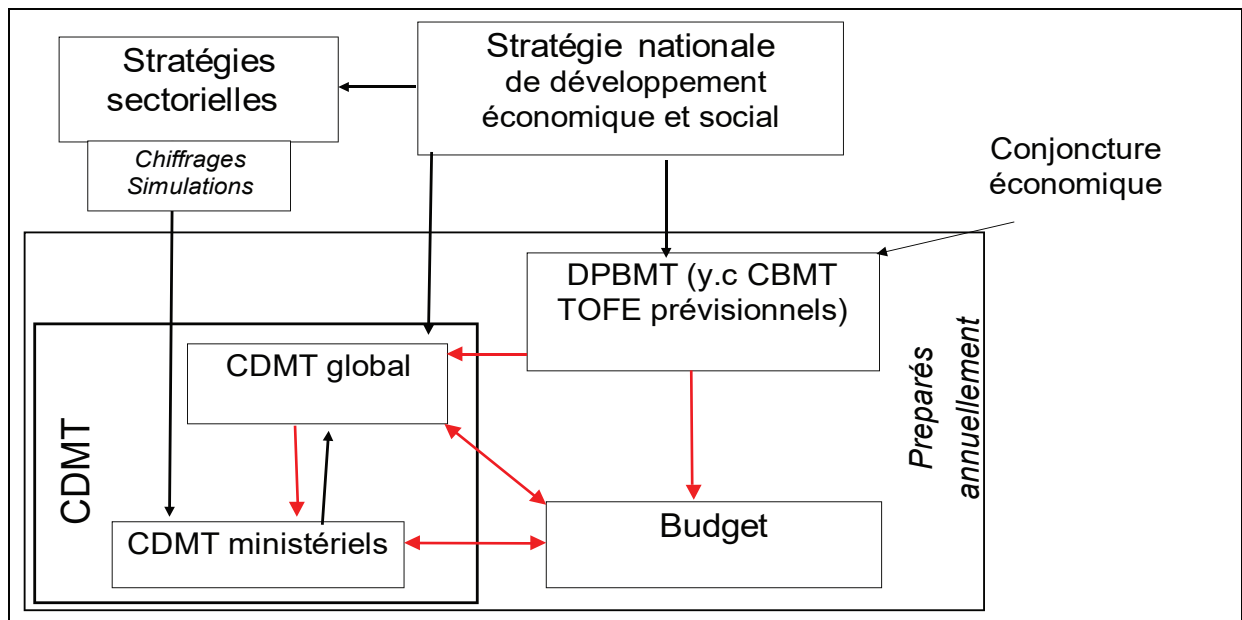 Stratégies
sectorielles
Stratégie nationale
de développement
économique et social
Chiffrages
Simulations
Conjoncture
économique
DPBMT (y.c CBMT
TOFE prévisionnels)
Preparés
annuellement
CDMT global
CDMT
CDMT ministériels
Budget